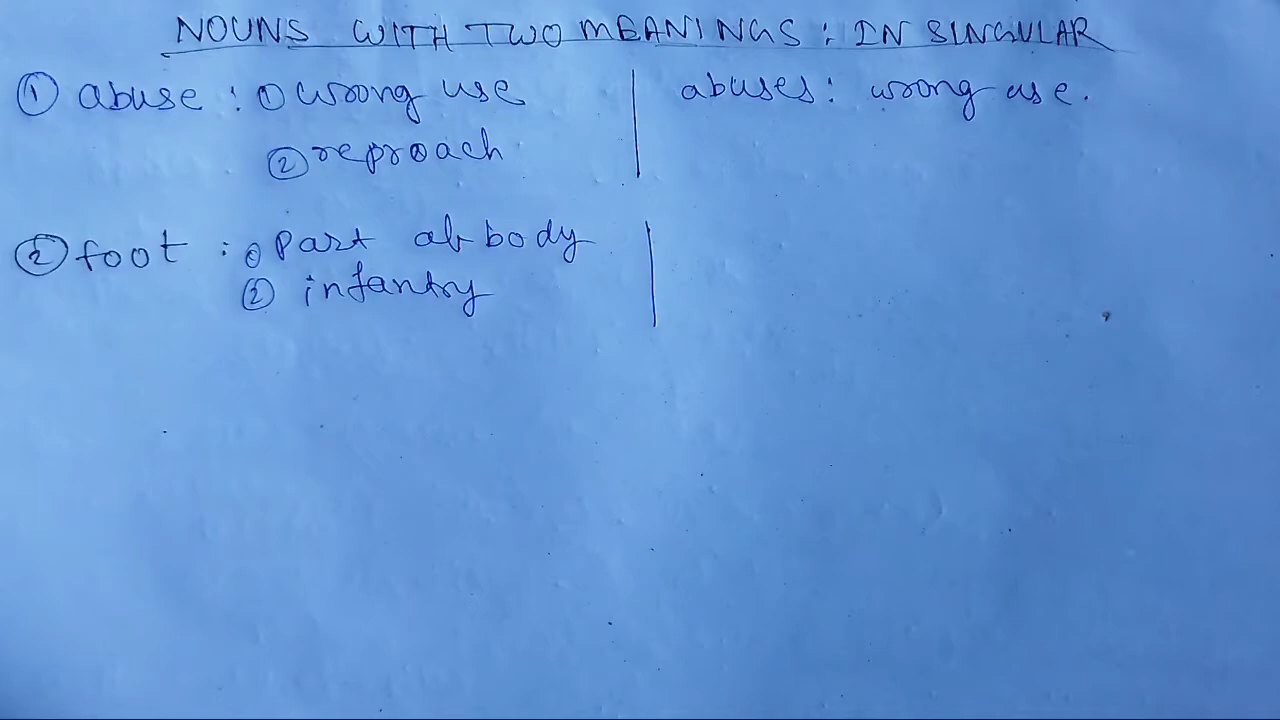 NOUNS WITH TWO MEANINGS: IN SINGULAR
① abuse : ① wrong use | abuses: wrong use.
② reproach
② foot : ① Part of body
② infantry